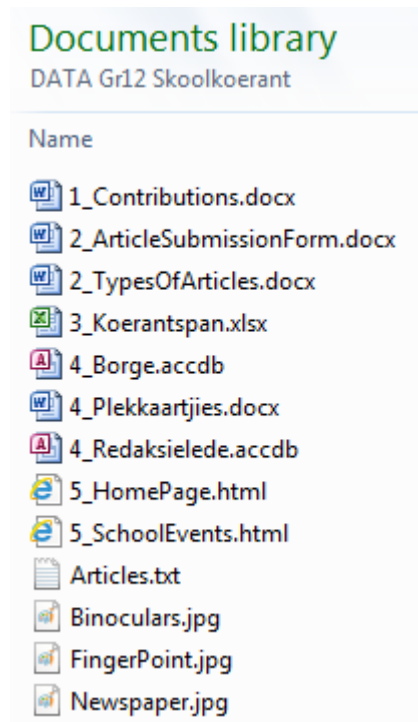 Documents library
DATA Gr12 Skoolkoerant
Name
1_Contributions.docx
2_ArticleSubmissionForm.docx
2_TypesOfArticles.docx
3_Koerantspan.xlsx
4_Borge.accdb
4_Plekkaartjies.docx
4_Redaksielede.accdb
5_HomePage.html
5_SchoolEvents.html
Articles.txt
Binoculars.jpg
FingerPoint.jpg
Newspaper.jpg